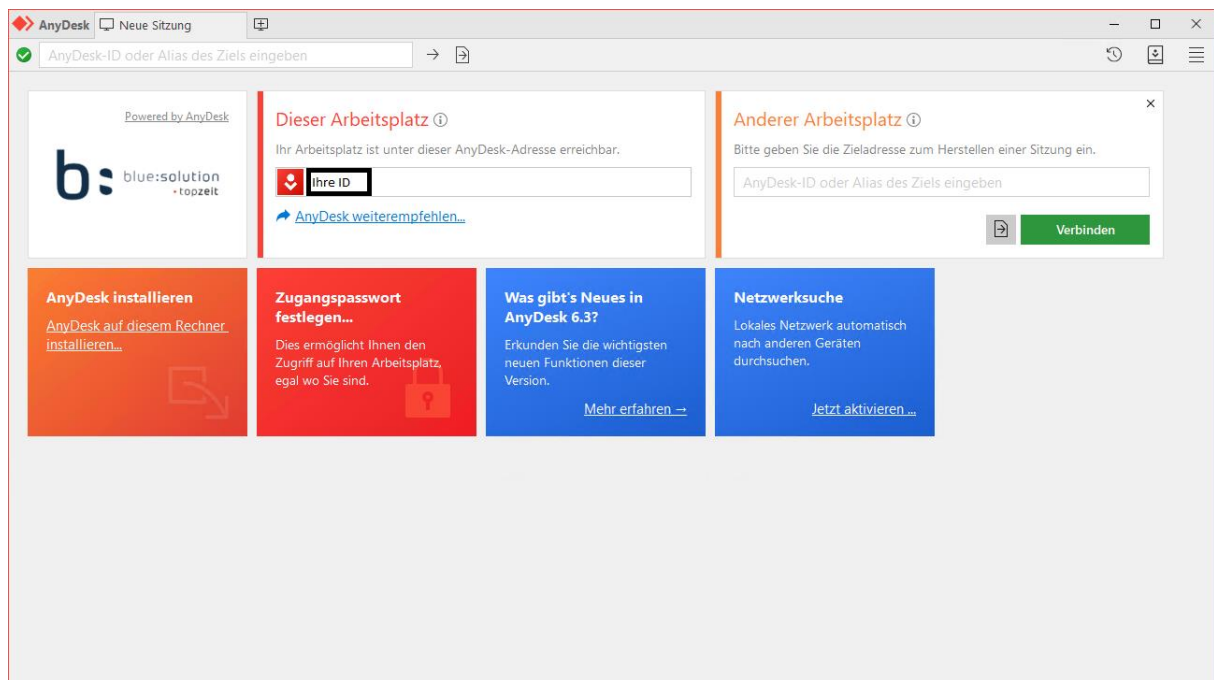 AnyDesk
Neue Sitzung
AnyDesk-ID oder Alias des Ziels eingeben
Powered by AnyDesk
b: blue:solution
topzeit
Dieser Arbeitsplatz
Ihr Arbeitsplatz ist unter dieser AnyDesk-Adresse erreichbar.
Ihre ID
AnyDesk weiterempfehlen...
Anderer Arbeitsplatz
Bitte geben Sie die Zieladresse zum Herstellen einer Sitzung ein.
AnyDesk-ID oder Alias des Ziels eingeben
Verbinden
AnyDesk installieren
AnyDesk auf diesem Rechner
installieren...
Zugangspasswort
festlegen...
Dies ermöglicht Ihnen den
Zugriff auf Ihren Arbeitsplatz,
egal wo Sie sind.
Was gibt's Neues in
AnyDesk 6.3?
Erkunden Sie die wichtigsten
neuen Funktionen dieser
Version.
Mehr erfahren →
Netzwerksuche
Lokales Netzwerk automatisch
nach anderen Geräten
durchsuchen.
Jetzt aktivieren ...